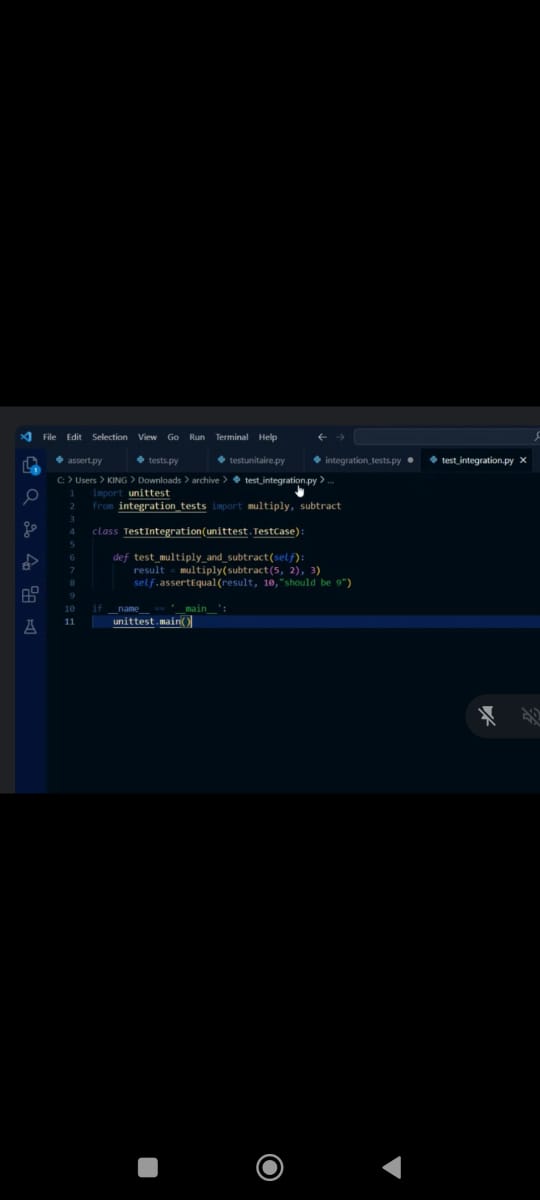 File Edit Selection View Go Run Terminal Help
assert.py tests.py testunitaire.py integration_tests.py test_integration.py
C: > Users > KING > Downloads > archive > test_integration.py > ...
1 import unittest
2 from integration_tests import multiply, subtract
3
4 class TestIntegration(unittest.TestCase):
5
6 def test_multiply_and_subtract(self):
7 result = multiply(subtract(5, 2), 3)
8 self.assertEqual(result, 10,"should be 9")
9
10 if __name__ == '__main__':
11 unittest.main()
1